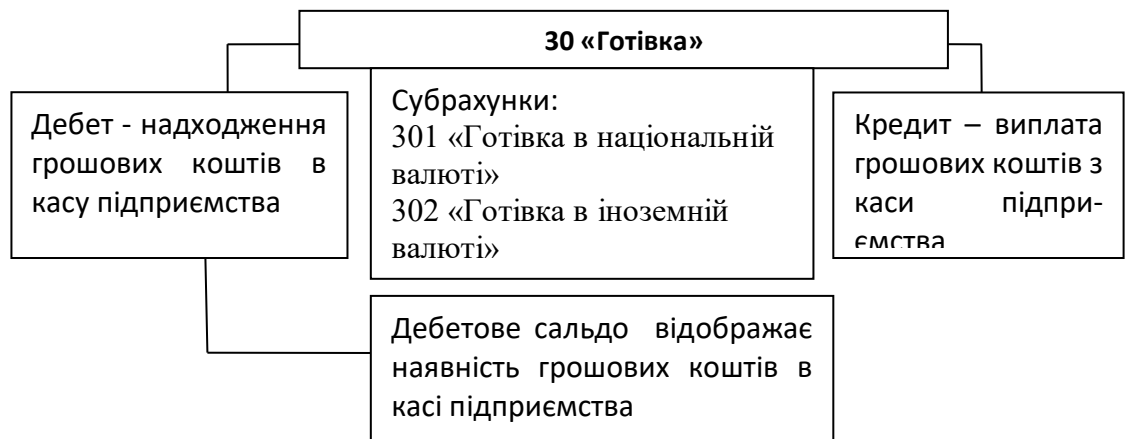 30 «Готівка»
Дебет - надходження
грошових коштів в
касу підприємства
Субрахунки:
301 «Готівка в національній
валюті»
302 «Готівка в іноземній
валюті»
Кредит – виплата
грошових коштів з
каси підпри-
ємства
Дебетове сальдо відображає
наявність грошових коштів в
касі підприємства